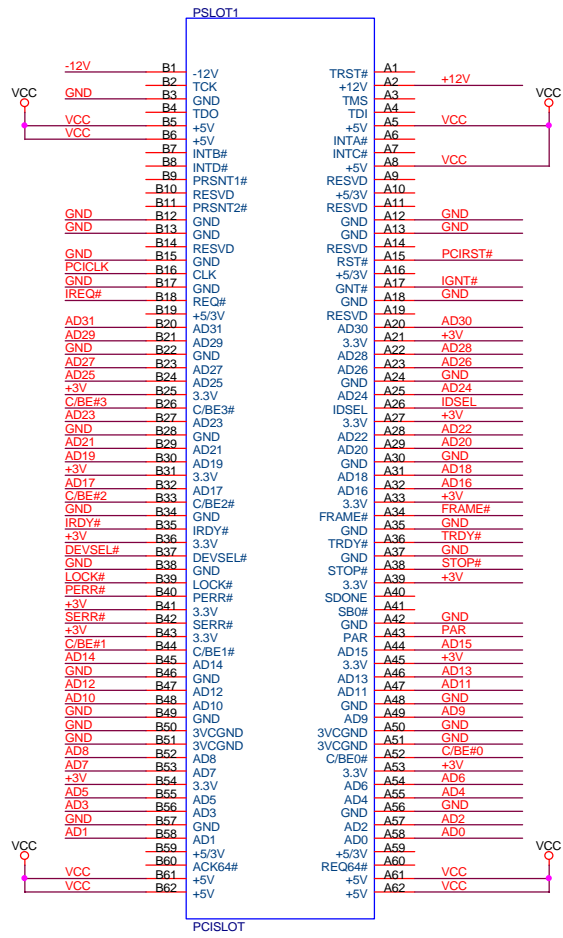 PSLOT1
-12V B1 -12V TRST# A1
B2 TCK +12V A2 +12V
VCC GND B3 GND TMS A3 VCC
B4 TDO TDI A4
VCC B5 +5V +5V A5 VCC
VCC B6 +5V INTA# A6
B7 INTB# INTC# A7
B8 INTD# +5V A8 VCC
B9 PRSNT1# RESVD A9
B10 RESVD +5/3V A10
B11 PRSNT2# RESVD A11
GND B12 GND GND A12 GND
GND B13 GND GND A13 GND
B14 RESVD RESVD A14
GND B15 GND RST# A15 PCIRST#
PCICLK B16 CLK +5/3V A16
GND B17 GND GNT# A17 IGNT#
IREQ# B18 REQ# GND A18 GND
B19 +5/3V RESVD A19
AD31 B20 AD31 AD30 A20 AD30
AD29 B21 AD29 3.3V A21 +3V
GND B22 GND AD28 A22 AD28
AD27 B23 AD27 AD26 A23 AD26
AD25 B24 AD25 GND A24 GND
+3V B25 3.3V AD24 A25 AD24
C/BE#3 B26 C/BE3# IDSEL A26 IDSEL
AD23 B27 AD23 3.3V A27 +3V
GND B28 GND AD22 A28 AD22
AD21 B29 AD21 AD20 A29 AD20
AD19 B30 AD19 GND A30 GND
+3V B31 3.3V AD18 A31 AD18
AD17 B32 AD17 AD16 A32 AD16
C/BE#2 B33 C/BE2# 3.3V A33 +3V
GND B34 GND FRAME# A34 FRAME#
IRDY# B35 IRDY# GND A35 GND
+3V B36 3.3V TRDY# A36 TRDY#
DEVSEL# B37 DEVSEL# GND A37 GND
GND B38 GND STOP# A38 STOP#
LOCK# B39 LOCK# 3.3V A39 +3V
PERR# B40 PERR# SDONE A40
+3V B41 3.3V SB0# A41
SERR# B42 SERR# GND A42 GND
+3V B43 3.3V PAR A43 PAR
C/BE#1 B44 C/BE1# AD15 A44 AD15
AD14 B45 AD14 3.3V A45 +3V
GND B46 GND AD13 A46 AD13
AD12 B47 AD12 AD11 A47 AD11
AD10 B48 AD10 GND A48 GND
GND B49 GND AD9 A49 AD9
GND B50 3VCGND 3VCGND A50 GND
GND B51 3VCGND 3VCGND A51 GND
AD8 B52 AD8 C/BE0# A52 C/BE#0
AD7 B53 AD7 3.3V A53 +3V
+3V B54 3.3V AD6 A54 AD6
AD5 B55 AD5 AD4 A55 AD4
AD3 B56 AD3 GND A56 GND
GND B57 GND AD2 A57 AD2
AD1 B58 AD1 AD0 A58 AD0
VCC B59 +5/3V +5/3V A59 VCC
B60 ACK64# REQ64# A60
VCC B61 +5V +5V A61 VCC
VCC B62 +5V +5V A62 VCC
PCISLOT